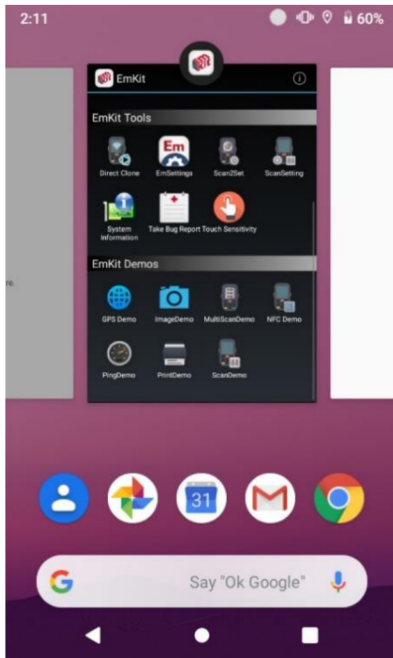 2:11
60%
EmKit
re.
EmKit Tools
Direct Clone
EmSettings
Scan2Set
ScanSetting
System Information
Take Bug Report
Touch Sensitivity
EmKit Demos
GPS Demo
ImageDemo
MultiScanDemo
NFC Demo
PingDemo
PrintDemo
ScanDemo
31
Say "Ok Google"